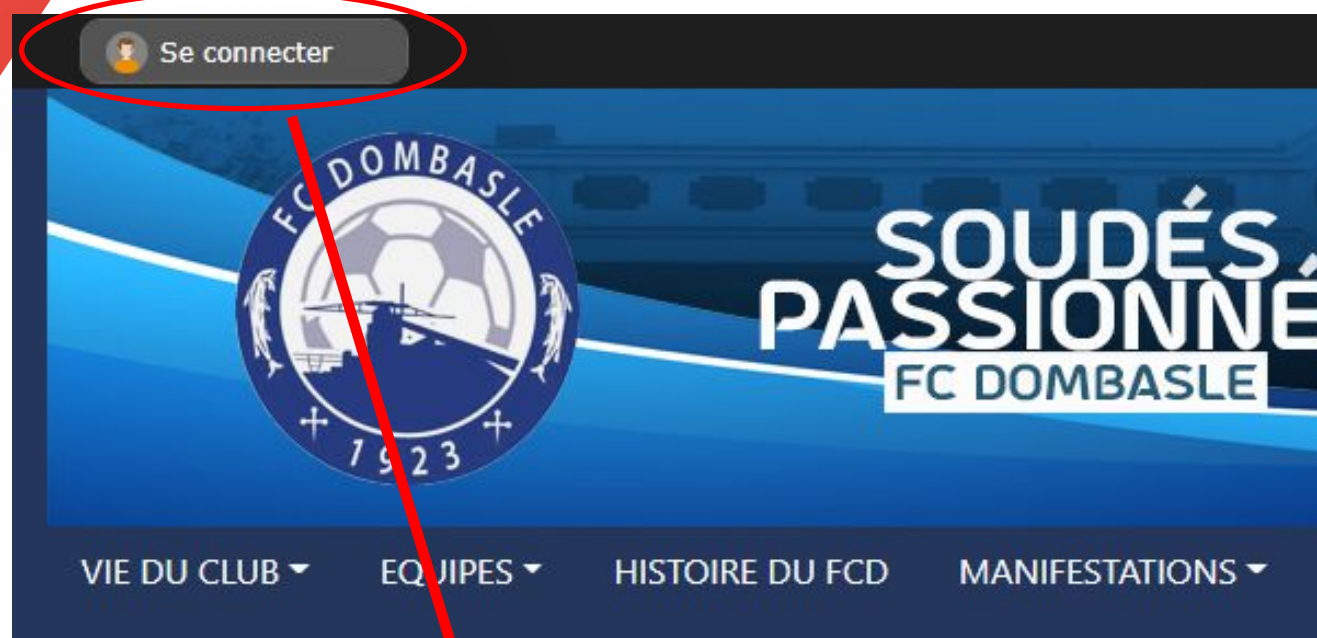 Se connecter
FC DOMBASLE
1923
SOUDÉS
PASSIONNÉ
FC DOMBASLE
VIE DU CLUB EQUIPES HISTOIRE DU FCD MANIFESTATIONS